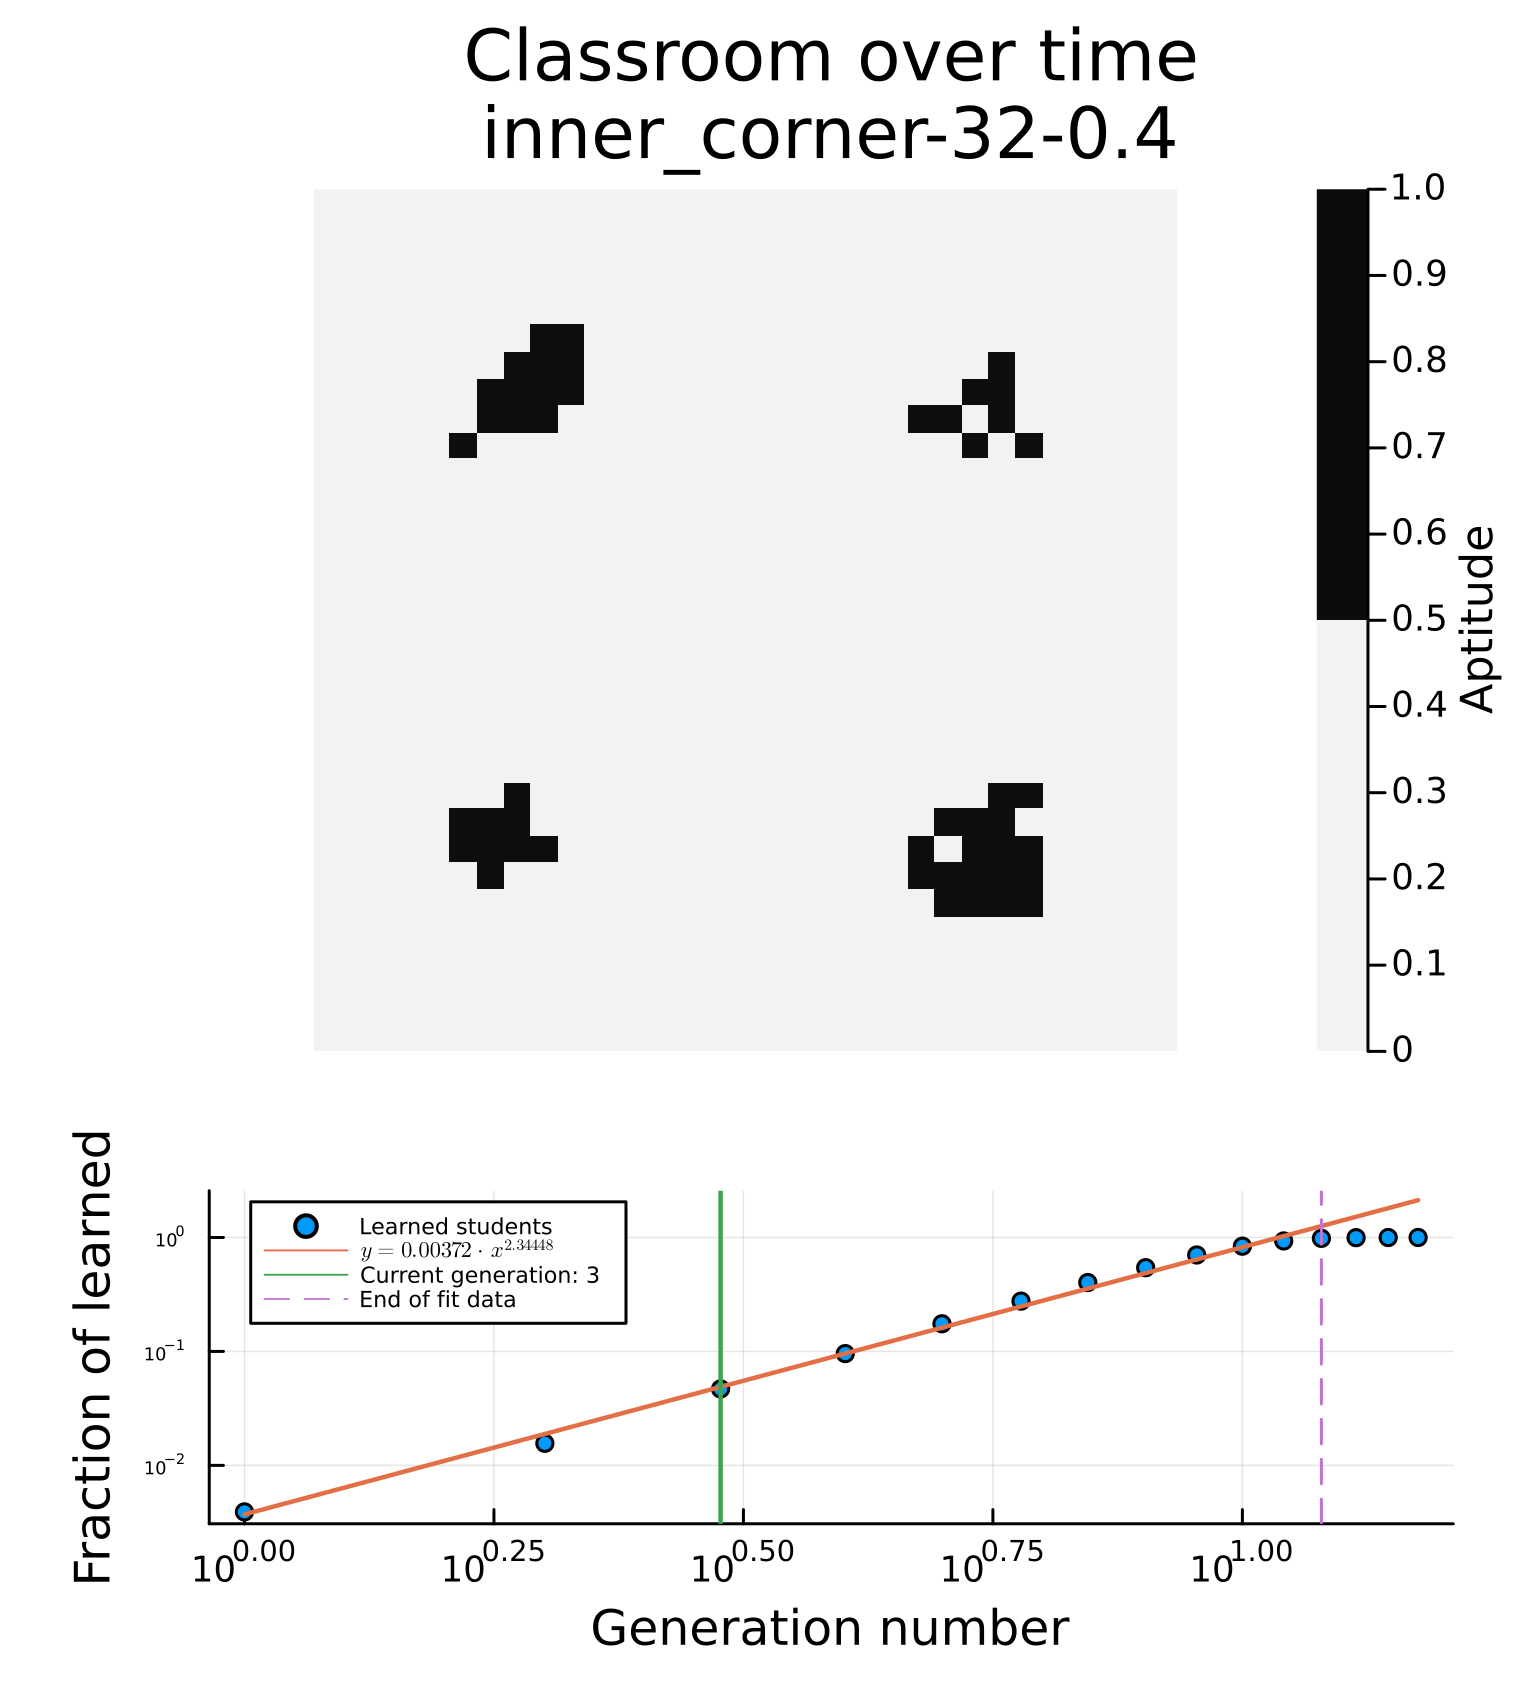 Classroom over time
inner_corner-32-0.4
1.0
0.9
0.8
0.7
0.6
0.5
0.4
0.3
0.2
0.1
0
Aptitude
Fraction of learned
10^0
10^-1
10^-2
Learned students
y = 0.00372 · x^2.34448
Current generation: 3
End of fit data
10^0.00 10^0.25 10^0.50 10^0.75 10^1.00
Generation number